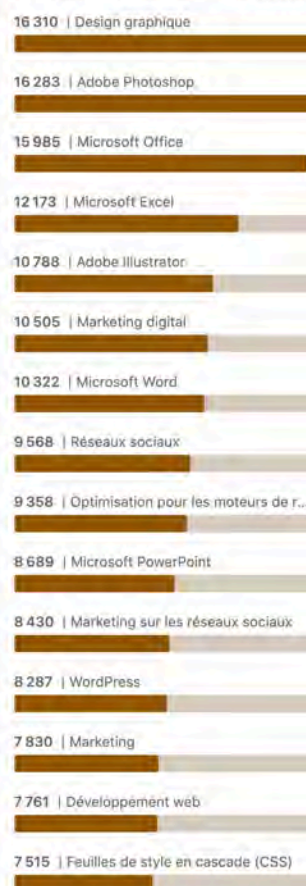 16 310 | Design graphique
16 283 | Adobe Photoshop
15 985 | Microsoft Office
12 173 | Microsoft Excel
10 788 | Adobe Illustrator
10 505 | Marketing digital
10 322 | Microsoft Word
9 568 | Réseaux sociaux
9 358 | Optimisation pour les moteurs de r...
8 689 | Microsoft PowerPoint
8 430 | Marketing sur les réseaux sociaux
8 287 | WordPress
7 830 | Marketing
7 761 | Développement web
7 515 | Feuilles de style en cascade (CSS)